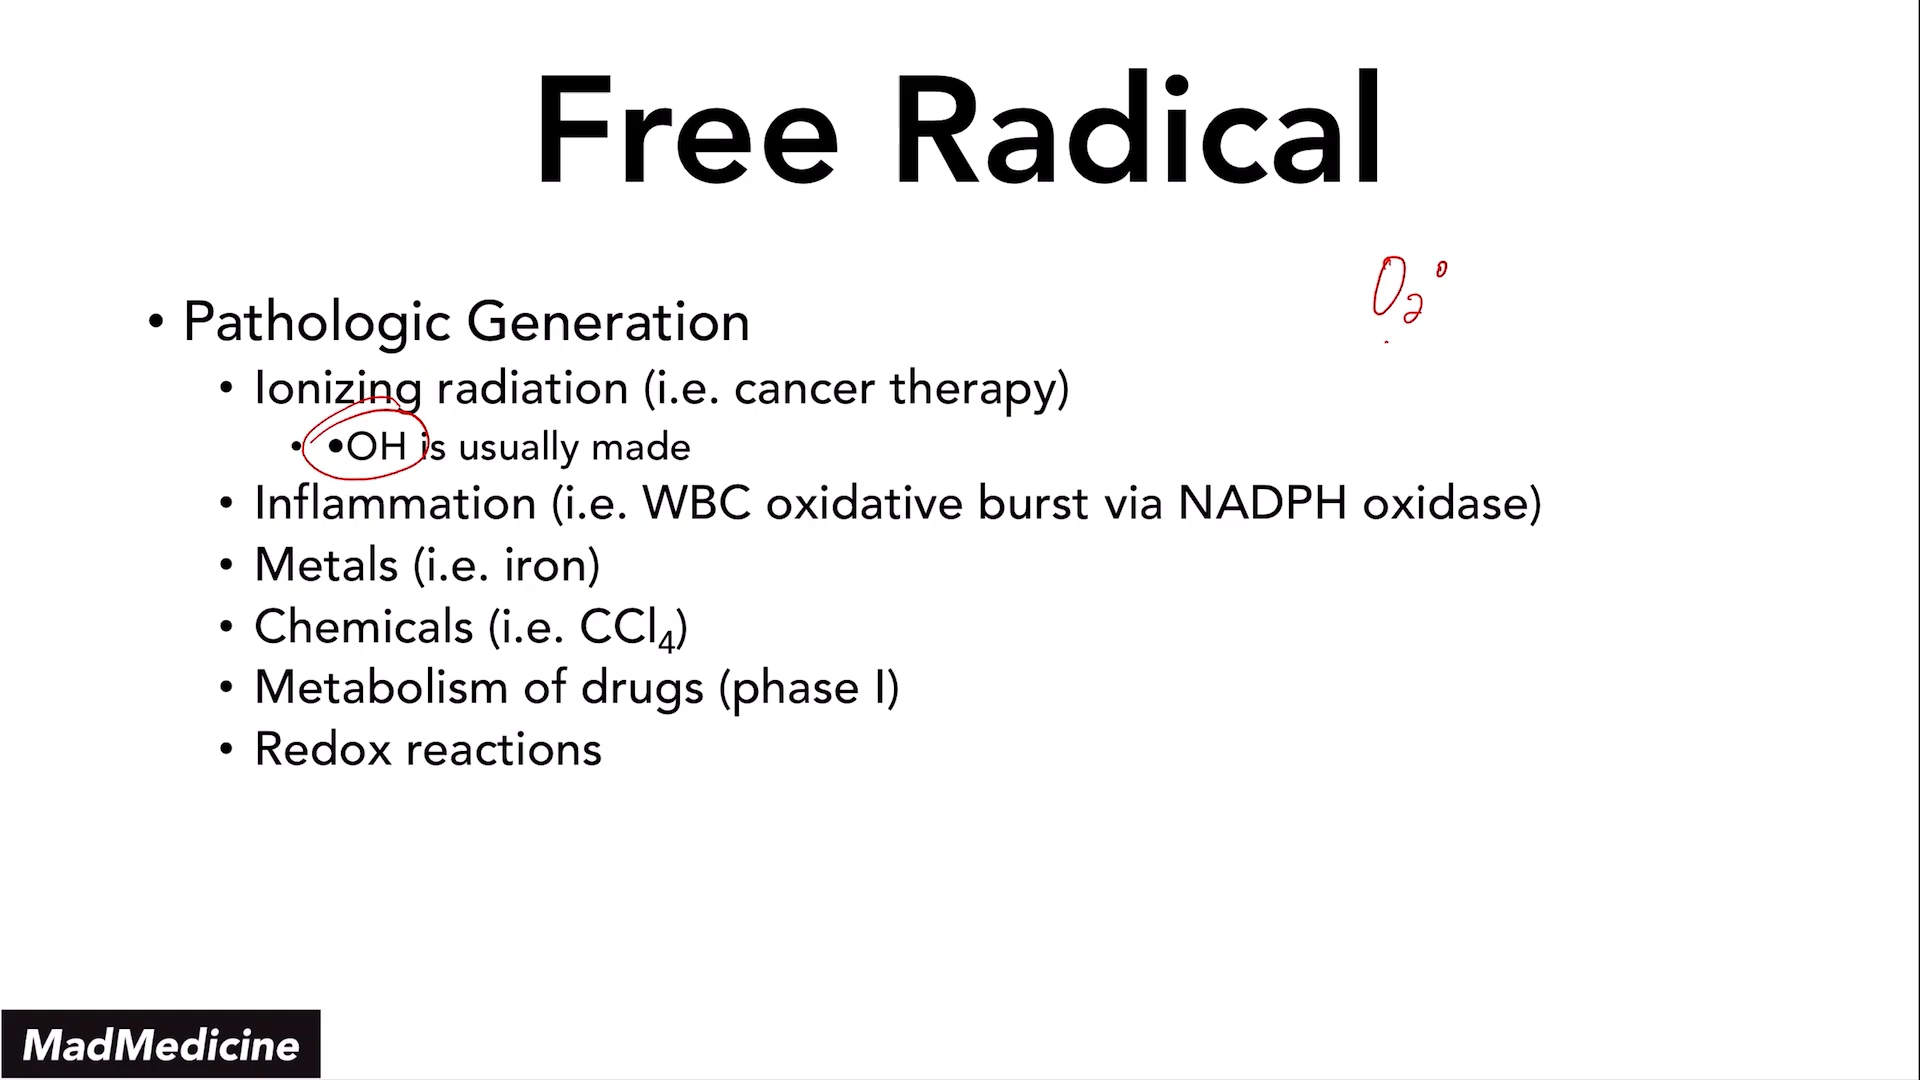 Free Radical
O₂°
• Pathologic Generation
• Ionizing radiation (i.e. cancer therapy)
• •OH is usually made
• Inflammation (i.e. WBC oxidative burst via NADPH oxidase)
• Metals (i.e. iron)
• Chemicals (i.e. CCl₄)
• Metabolism of drugs (phase I)
• Redox reactions
MadMedicine